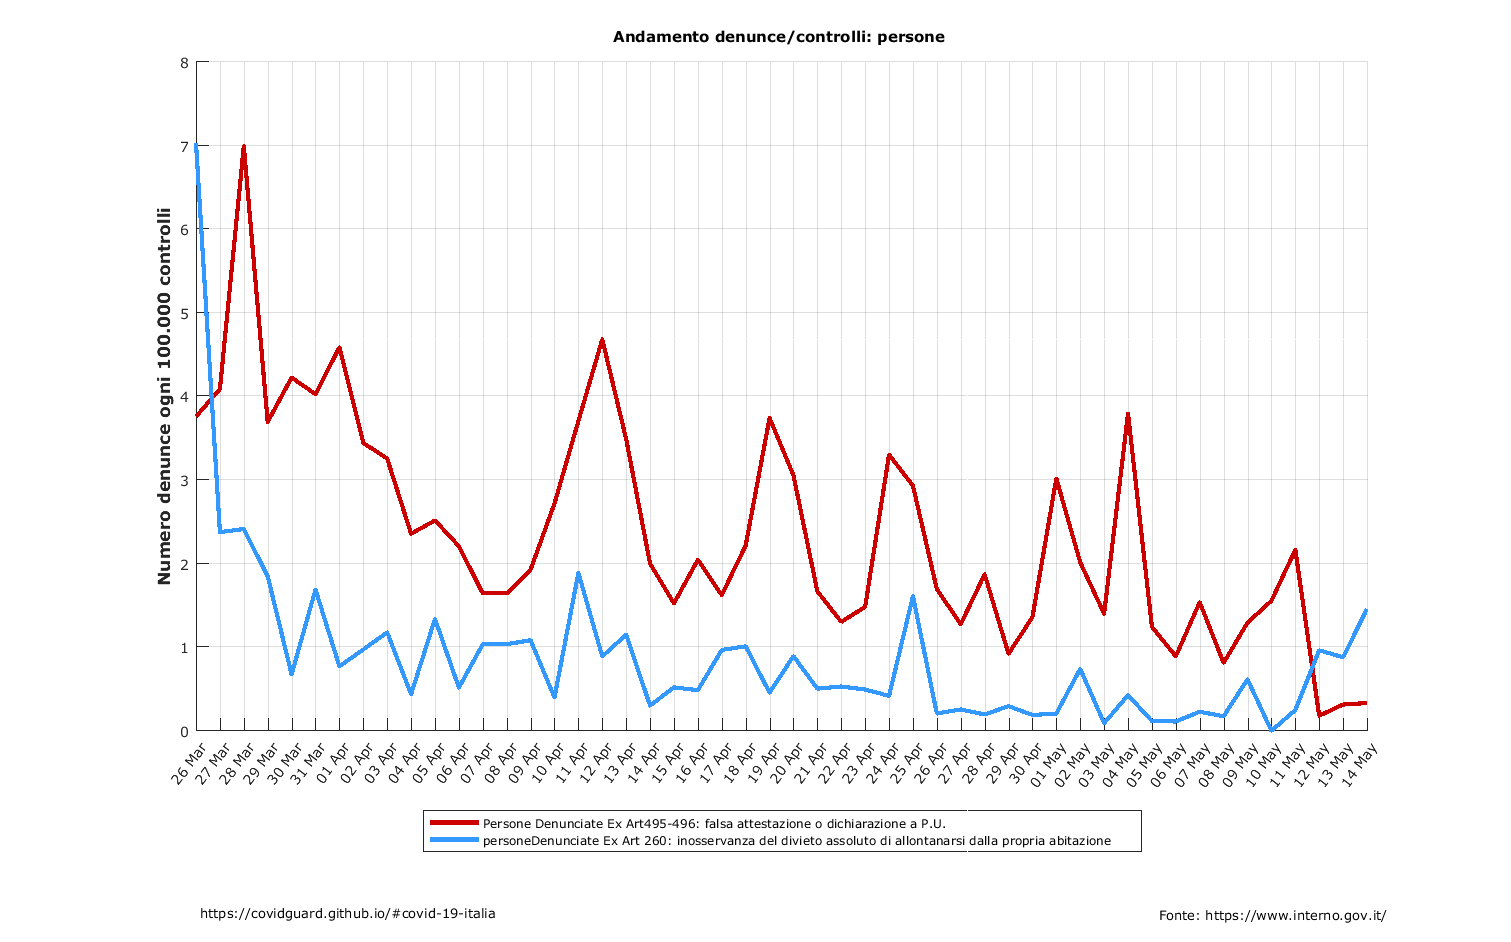 Andamento denunce/controlli: persone
Numero denunce ogni 100.000 controlli
8
7
6
5
4
3
2
1
0
26 Mar
27 Mar
28 Mar
29 Mar
30 Mar
31 Mar
01 Apr
02 Apr
03 Apr
04 Apr
05 Apr
06 Apr
07 Apr
08 Apr
09 Apr
10 Apr
11 Apr
12 Apr
13 Apr
14 Apr
15 Apr
16 Apr
17 Apr
18 Apr
19 Apr
20 Apr
21 Apr
22 Apr
23 Apr
24 Apr
25 Apr
26 Apr
27 Apr
28 Apr
29 Apr
30 Apr
01 May
02 May
03 May
04 May
05 May
06 May
07 May
08 May
09 May
10 May
11 May
12 May
13 May
14 May
Persone Denunciate Ex Art495-496: falsa attestazione o dichiarazione a P.U.
personeDenunciate Ex Art 260: inosservanza del divieto assoluto di allontanarsi dalla propria abitazione
https://covidguard.github.io/#covid-19-italia
Fonte: https://www.interno.gov.it/